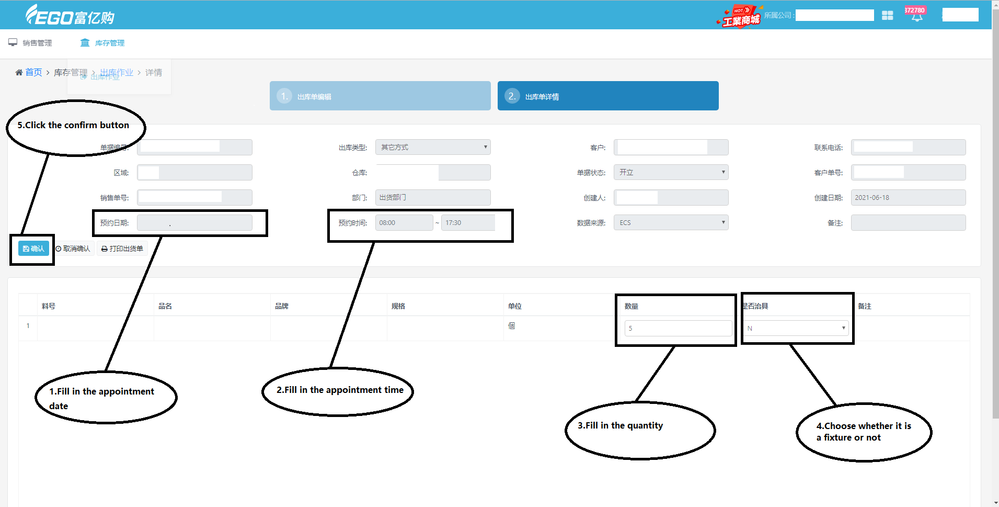 EGO富亿购
HOT
工業商城
所属公司:
372780
销售管理
库存管理
首页 > 库存管理 > 出库作业 > 详情
出库作业
1. 出库单编辑
2. 出库单详情
5.Click the confirm button
单据编号:
出库类型: 其它方式
客户:
联系电话:
区域:
仓库:
单据状态: 开立
客户单号:
销售单号:
部门: 出货部门
创建人:
创建日期: 2021-06-18
预约日期:
预约时间: 08:00 ~ 17:30
数据来源: ECS
备注:
确认 取消确认 打印出货单
料号 品名 品牌 规格 单位 数量 是否治具 备注
1 個 5 N
1.Fill in the appointment
date
2.Fill in the appointment time
3.Fill in the quantity
4.Choose whether it is
a fixture or not